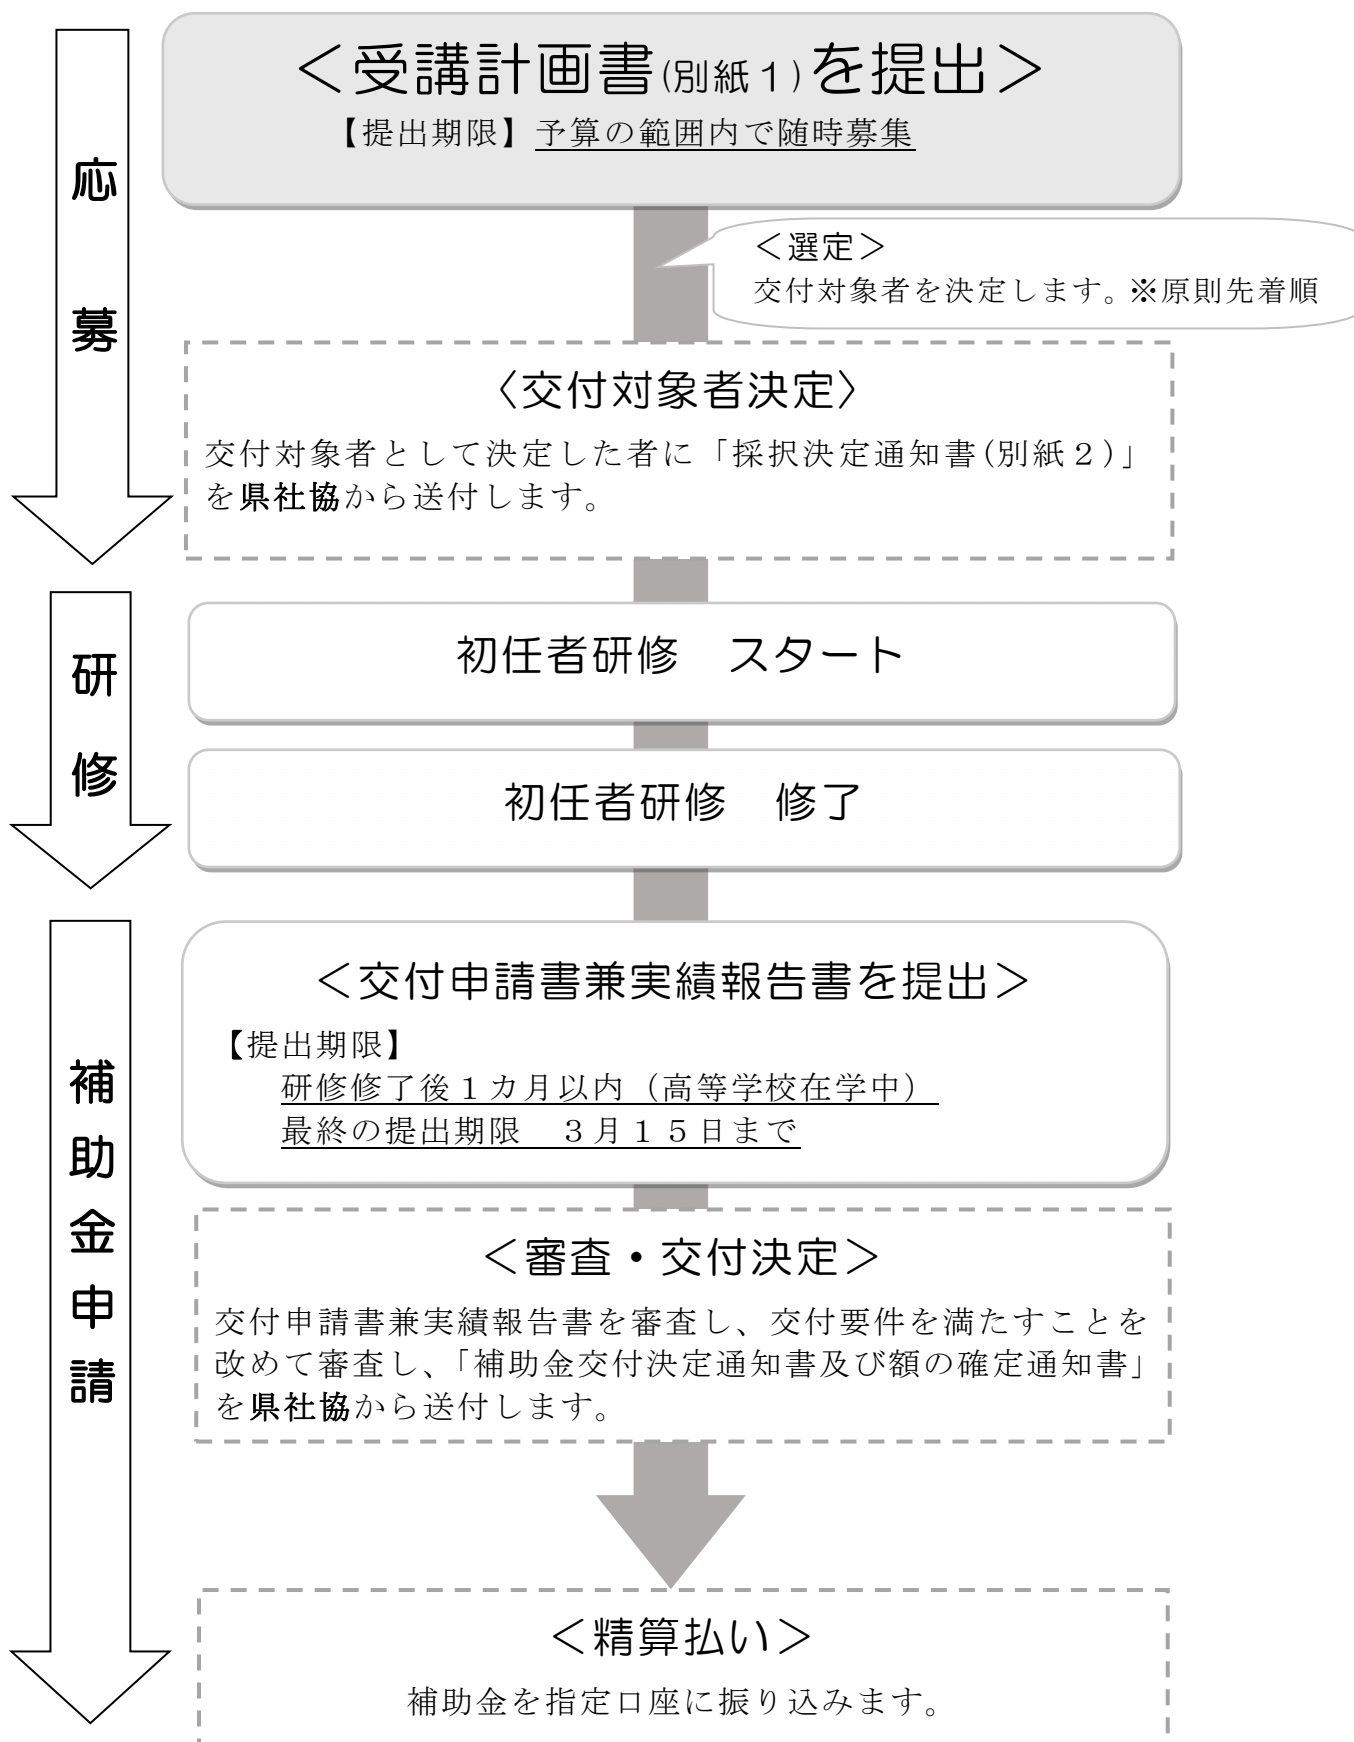 応募
＜受講計画書(別紙１)を提出＞
【提出期限】予算の範囲内で随時募集
＜選定＞
交付対象者を決定します。※原則先着順
〈交付対象者決定〉
交付対象者として決定した者に「採択決定通知書(別紙２)」
を県社協から送付します。
研修
初任者研修　スタート
初任者研修　修了
補助金申請
＜交付申請書兼実績報告書を提出＞
【提出期限】
研修修了後１カ月以内（高等学校在学中）
最終の提出期限　３月１５日まで
＜審査・交付決定＞
交付申請書兼実績報告書を審査し、交付要件を満たすことを
改めて審査し、「補助金交付決定通知書及び額の確定通知書」
を県社協から送付します。
＜精算払い＞
補助金を指定口座に振り込みます。